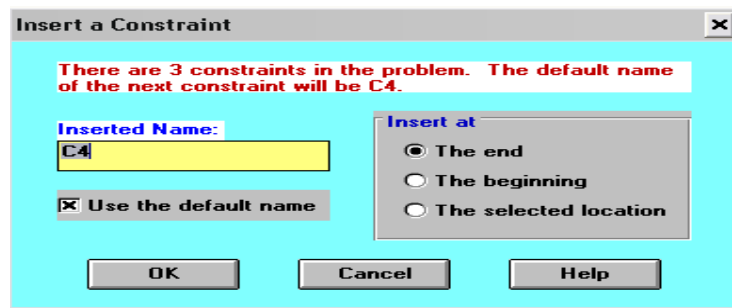 Insert a Constraint
There are 3 constraints in the problem. The default name
of the next constraint will be C4.
Inserted Name:
C4
Use the default name
Insert at
The end
The beginning
The selected location
OK
Cancel
Help